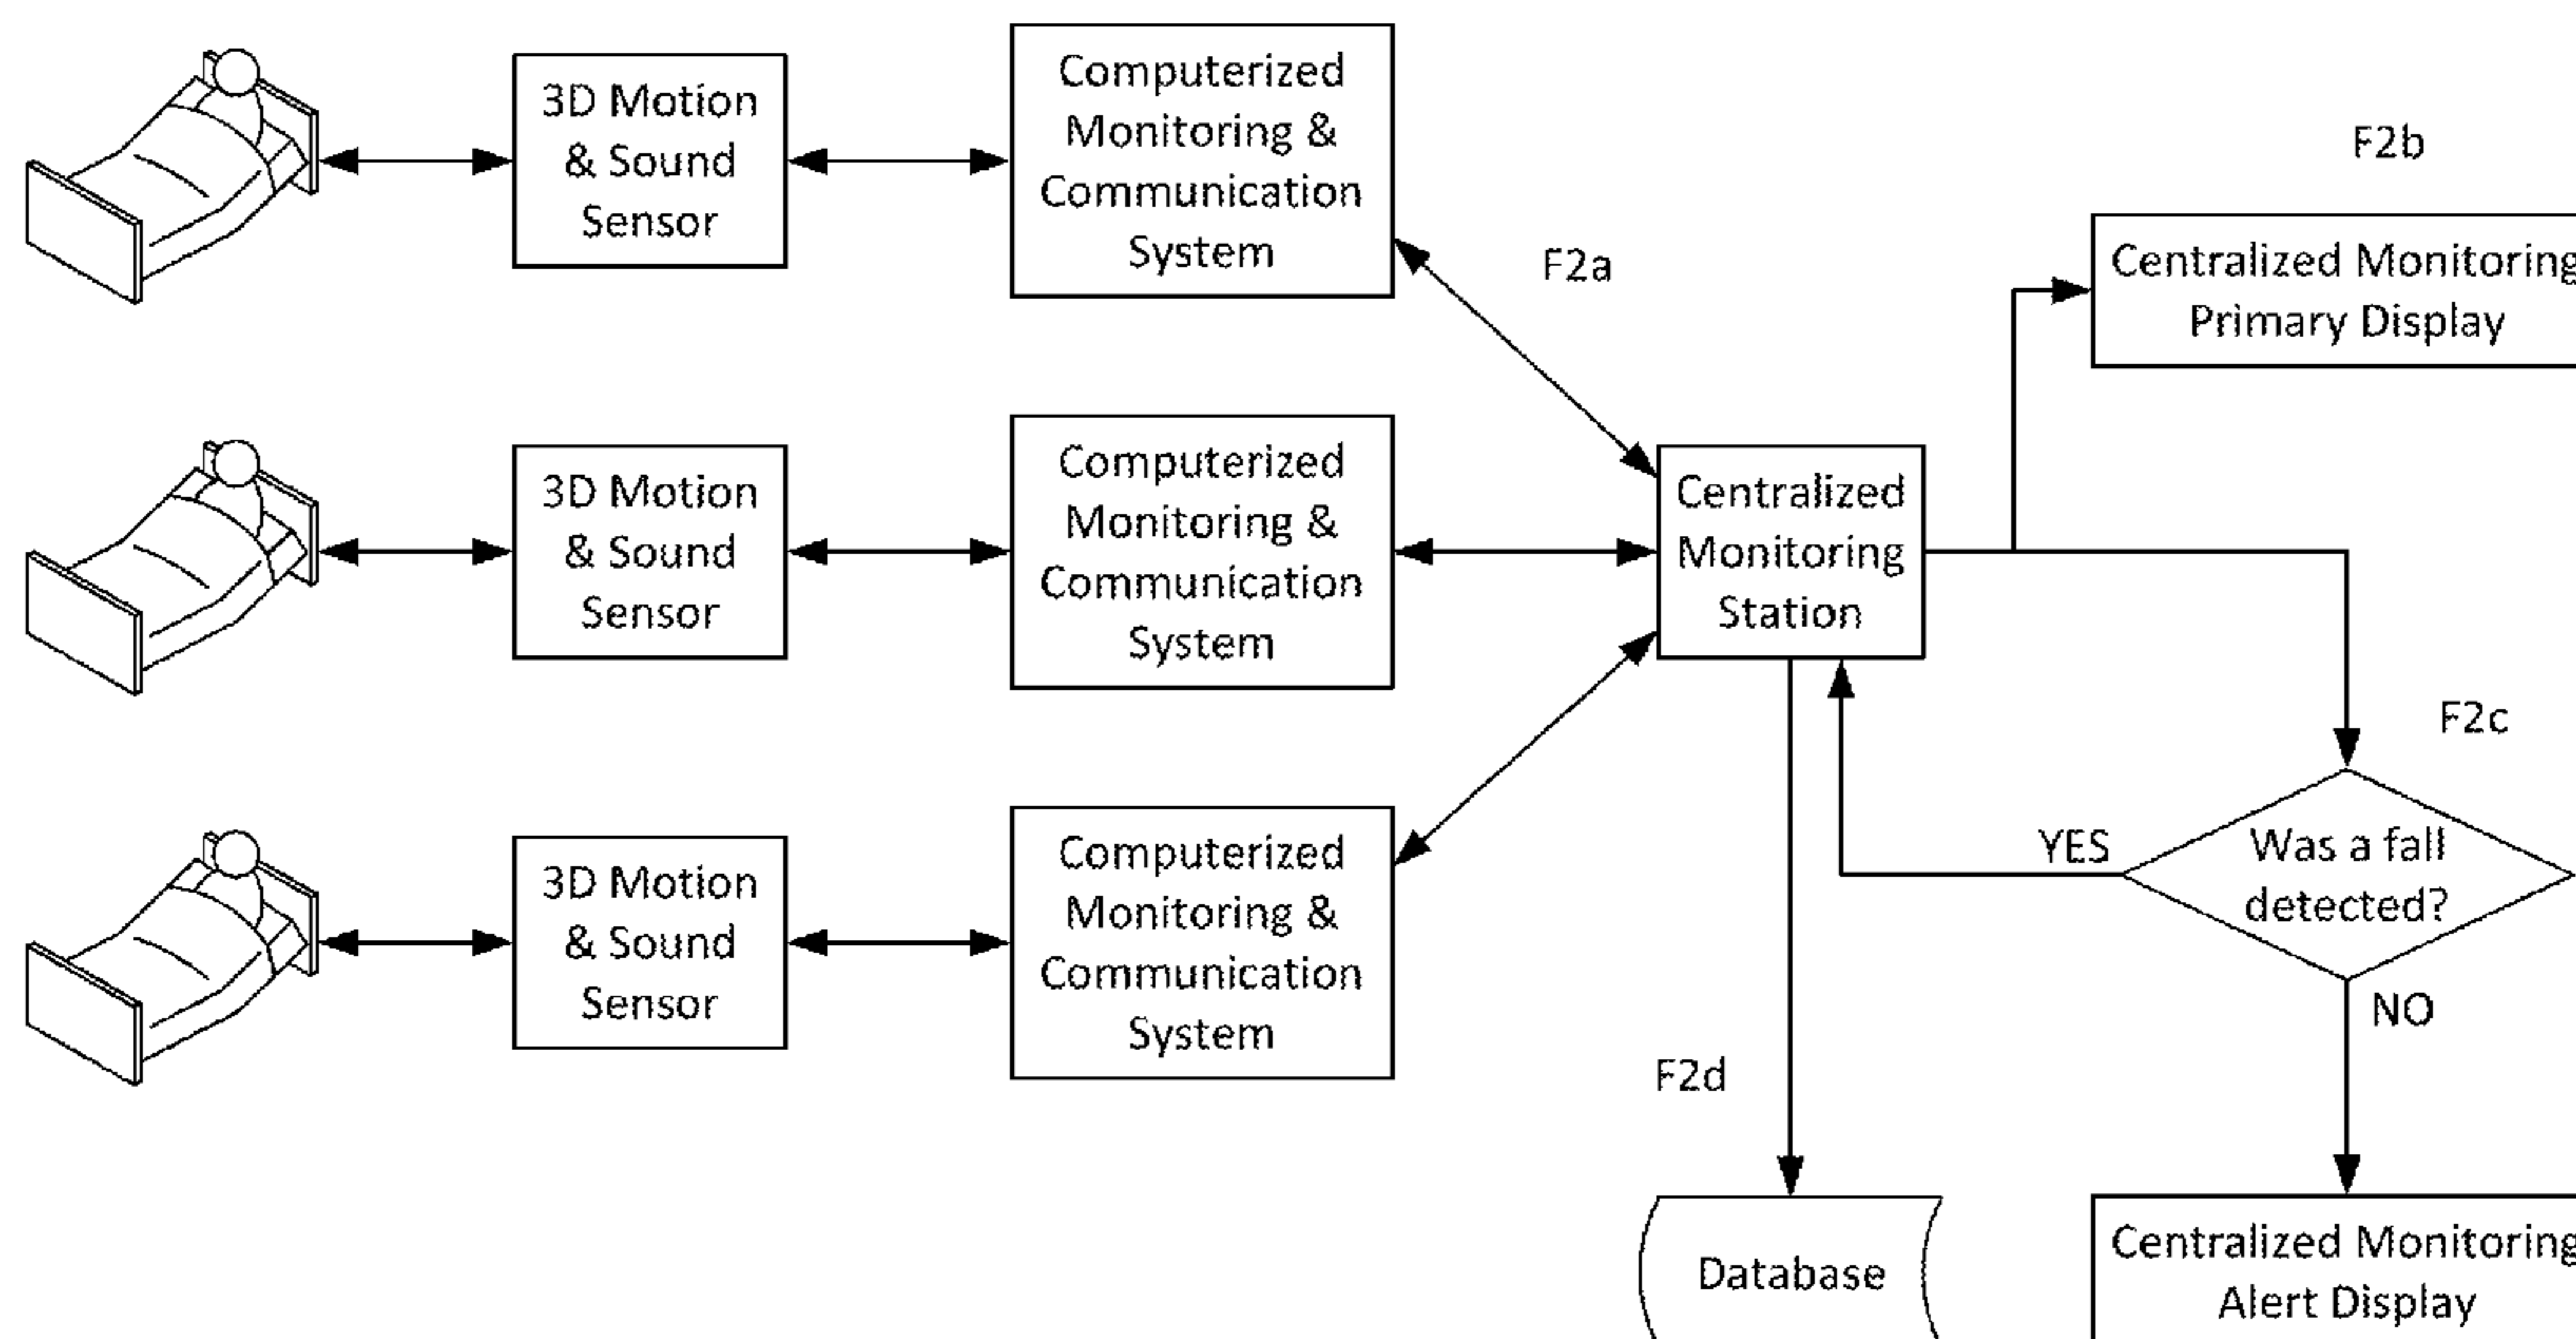 3D Motion
& Sound
Sensor
Computerized
Monitoring &
Communication
System
F2a
F2b
Centralized Monitoring
Primary Display
3D Motion
& Sound
Sensor
Computerized
Monitoring &
Communication
System
Centralized
Monitoring
Station
F2c
YES
Was a fall
detected?
NO
3D Motion
& Sound
Sensor
Computerized
Monitoring &
Communication
System
F2d
Database
Centralized Monitoring
Alert Display